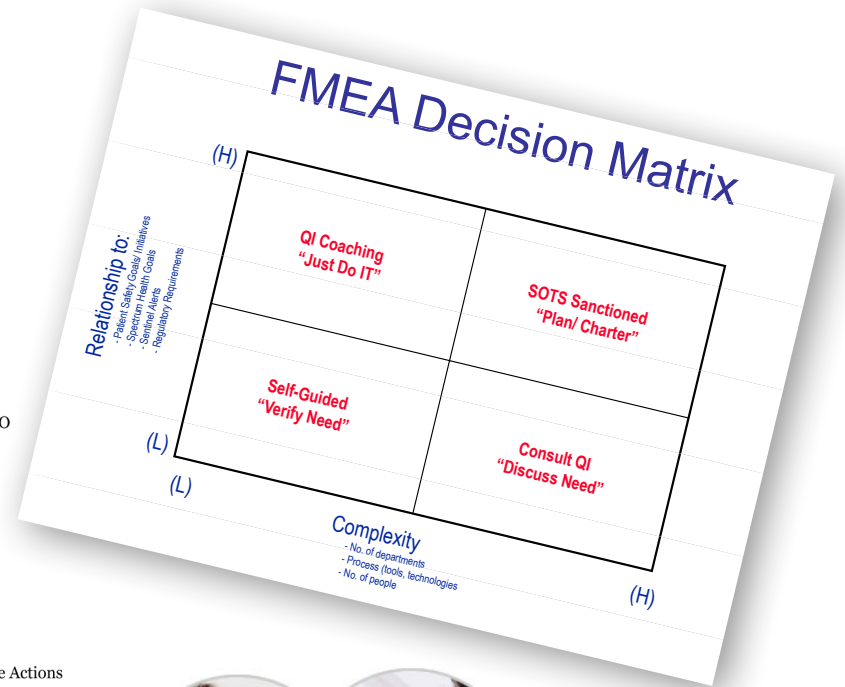 FMEA Decision Matrix
(H)
Relationship to:
- Patient Safety Goals/ Initiatives
- Spectrum Health Goals
- Sentinel Alerts
- Regulatory Requirements
QI Coaching
“Just Do IT”
SOTS Sanctioned
“Plan/ Charter”
Self-Guided
“Verify Need”
Consult QI
“Discuss Need”
(L)
(L)
Complexity
- No. of departments
- Process (tools, technologies
- No. of people
(H)
O
e Actions